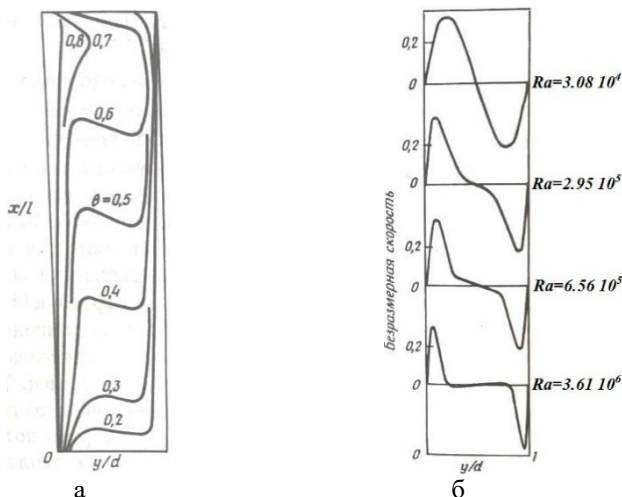 0,8 0,7
0,6
θ=0,5
0,4
0,3
0,2
x/l
0
y/d
а
Безразмерная скорость
0,2
0
Ra=3.08 10⁴
0,2
0
Ra=2.95 10⁵
0,2
0
Ra=6.56 10⁵
0,2
0
Ra=3.61 10⁶
0
y/d
1
б